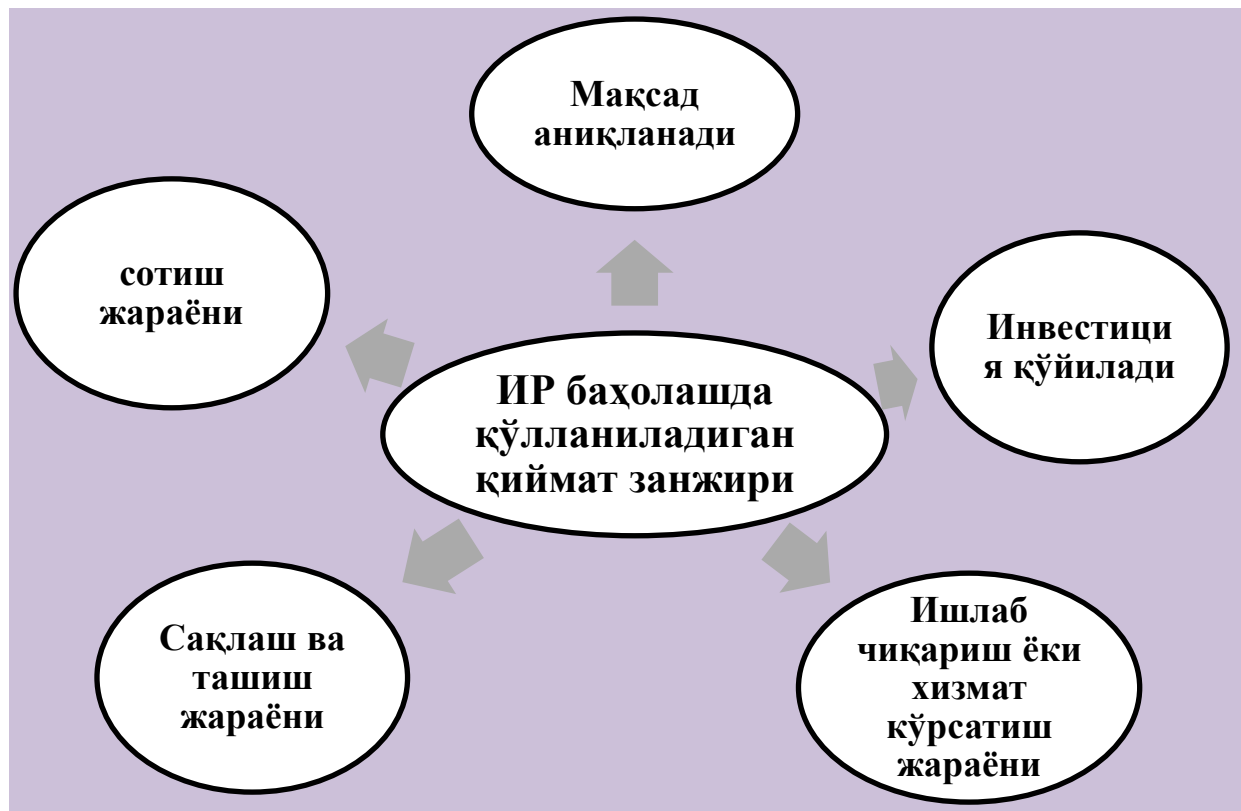 Мақсад
аниқланади
сотиш
жараёни
Инвестици
я қўйилади
ИР баҳолашда
қўлланиладиган
қиймат занжири
Сақлаш ва
ташиш
жараёни
Ишлаб
чиқариш ёки
хизмат
кўрсатиш
жараёни